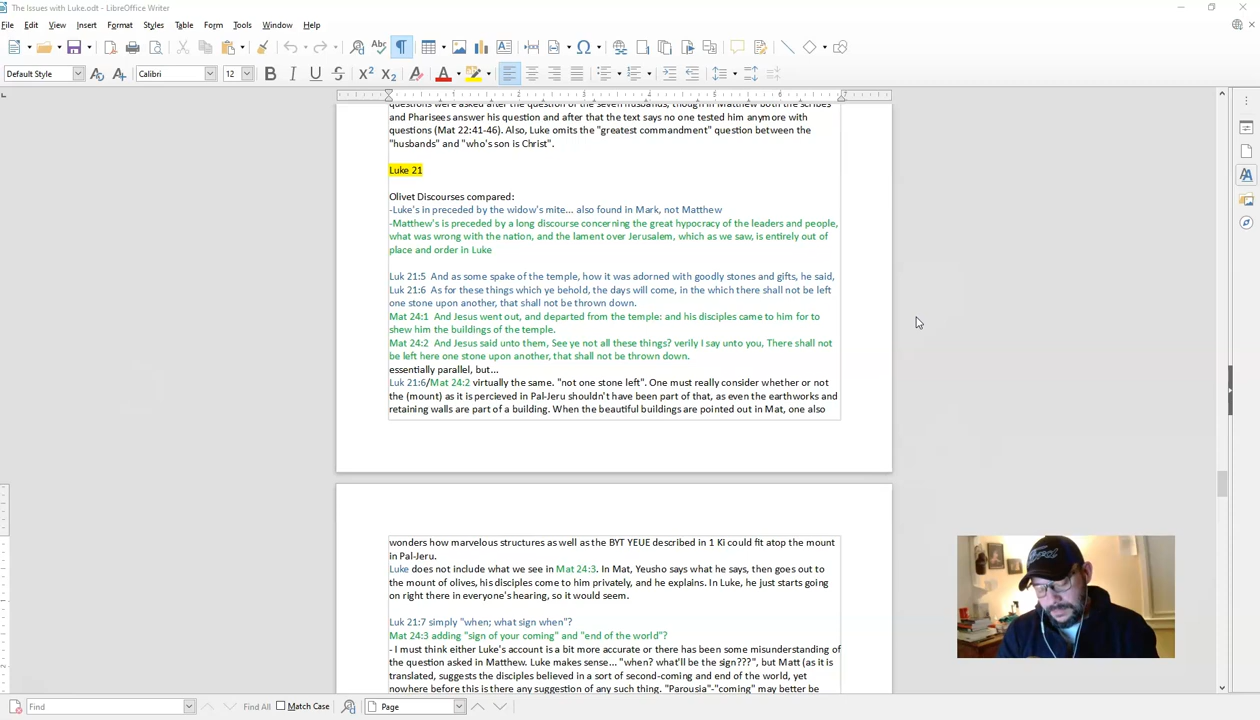 The Issues with Luke.odt - LibreOffice Writer
File Edit View Insert Format Styles Table Form Tools Window Help
Default Style Calibri 12
1 2 3 4 5 6 7
questions were asked after the question of the seven husbands, though in Matthew both the scribes
and Pharisees answer his question and after that the text says no one tested him anymore with
questions (Mat 22:41-46). Also, Luke omits the "greatest commandment" question between the
"husbands" and "who's son is Christ".
Luke 21
Olivet Discourses compared:
-Luke's in preceded by the widow's mite... also found in Mark, not Matthew
-Matthew's is preceded by a long discourse concerning the great hypocracy of the leaders and people,
what was wrong with the nation, and the lament over Jerusalem, which as we saw, is entirely out of
place and order in Luke
Luk 21:5 And as some spake of the temple, how it was adorned with goodly stones and gifts, he said,
Luk 21:6 As for these things which ye behold, the days will come, in the which there shall not be left
one stone upon another, that shall not be thrown down.
Mat 24:1 And Jesus went out, and departed from the temple: and his disciples came to him for to
shew him the buildings of the temple.
Mat 24:2 And Jesus said unto them, See ye not all these things? verily I say unto you, There shall not
be left here one stone upon another, that shall not be thrown down.
essentially parallel, but...
Luk 21:6/Mat 24:2 virtually the same. "not one stone left". One must really consider whether or not
the (mount) as it is percieved in Pal-Jeru shouldn't have been part of that, as even the earthworks and
retaining walls are part of a building. When the beautiful buildings are pointed out in Mat, one also
wonders how marvelous structures as well as the BYT YEUE described in 1 Ki could fit atop the mount
in Pal-Jeru.
Luke does not include what we see in Mat 24:3. In Mat, Yeusho says what he says, then goes out to
the mount of olives, his disciples come to him privately, and he explains. In Luke, he just starts going
on right there in everyone's hearing, so it would seem.
Luk 21:7 simply "when; what sign when"?
Mat 24:3 adding "sign of your coming" and "end of the world"?
- I must think either Luke's account is a bit more accurate or there has been some misunderstanding of
the question asked in Matthew. Luke makes sense... "when? what'll be the sign???", but Matt (as it is
translated, suggests the disciples believed in a sort of second-coming and end of the world, yet
nowhere before this is there any suggestion of any such thing. "Parousia"-"coming" may better be
Find Find All Match Case Page